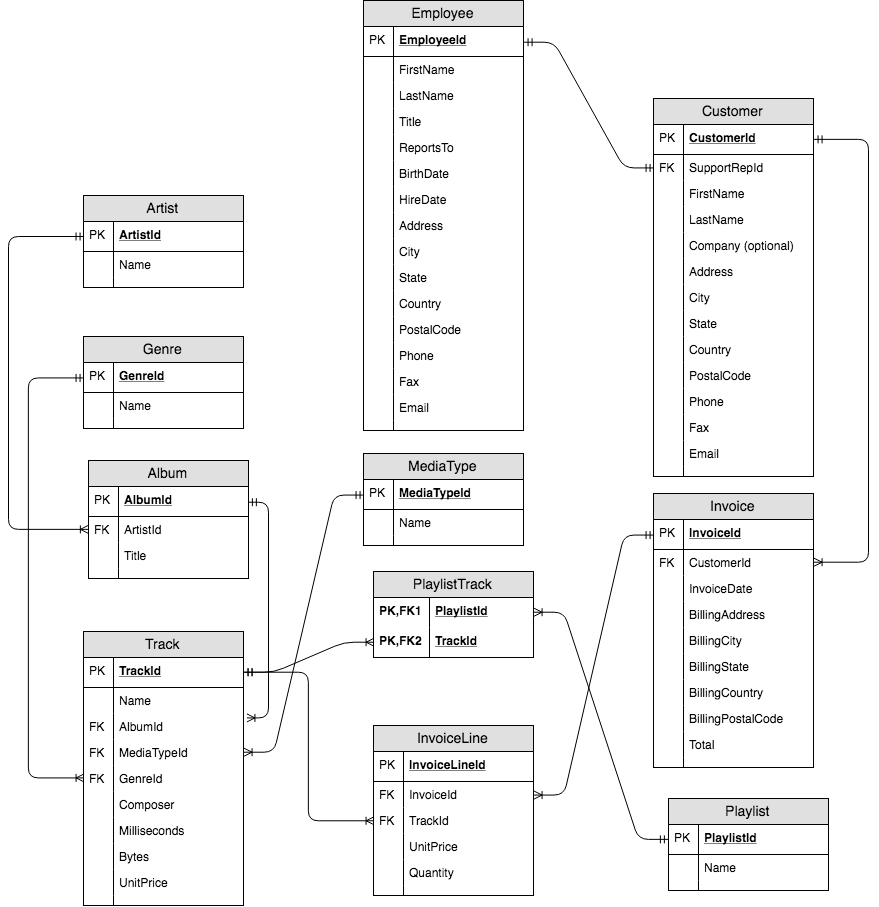 Employee
PK EmployeeId
FirstName
LastName
Title
ReportsTo
BirthDate
HireDate
Address
City
State
Country
PostalCode
Phone
Fax
Email
Customer
PK CustomerId
FK SupportRepId
FirstName
LastName
Company (optional)
Address
City
State
Country
PostalCode
Phone
Fax
Email
Artist
PK ArtistId
Name
Genre
PK GenreId
Name
Album
PK AlbumId
FK ArtistId
Title
MediaType
PK MediaTypeId
Name
Invoice
PK InvoiceId
FK CustomerId
InvoiceDate
BillingAddress
BillingCity
BillingState
BillingCountry
BillingPostalCode
Total
PlaylistTrack
PK,FK1 PlaylistId
PK,FK2 TrackId
Track
PK TrackId
Name
FK AlbumId
FK MediaTypeId
FK GenreId
Composer
Milliseconds
Bytes
UnitPrice
InvoiceLine
PK InvoiceLineId
FK InvoiceId
FK TrackId
UnitPrice
Quantity
Playlist
PK PlaylistId
Name